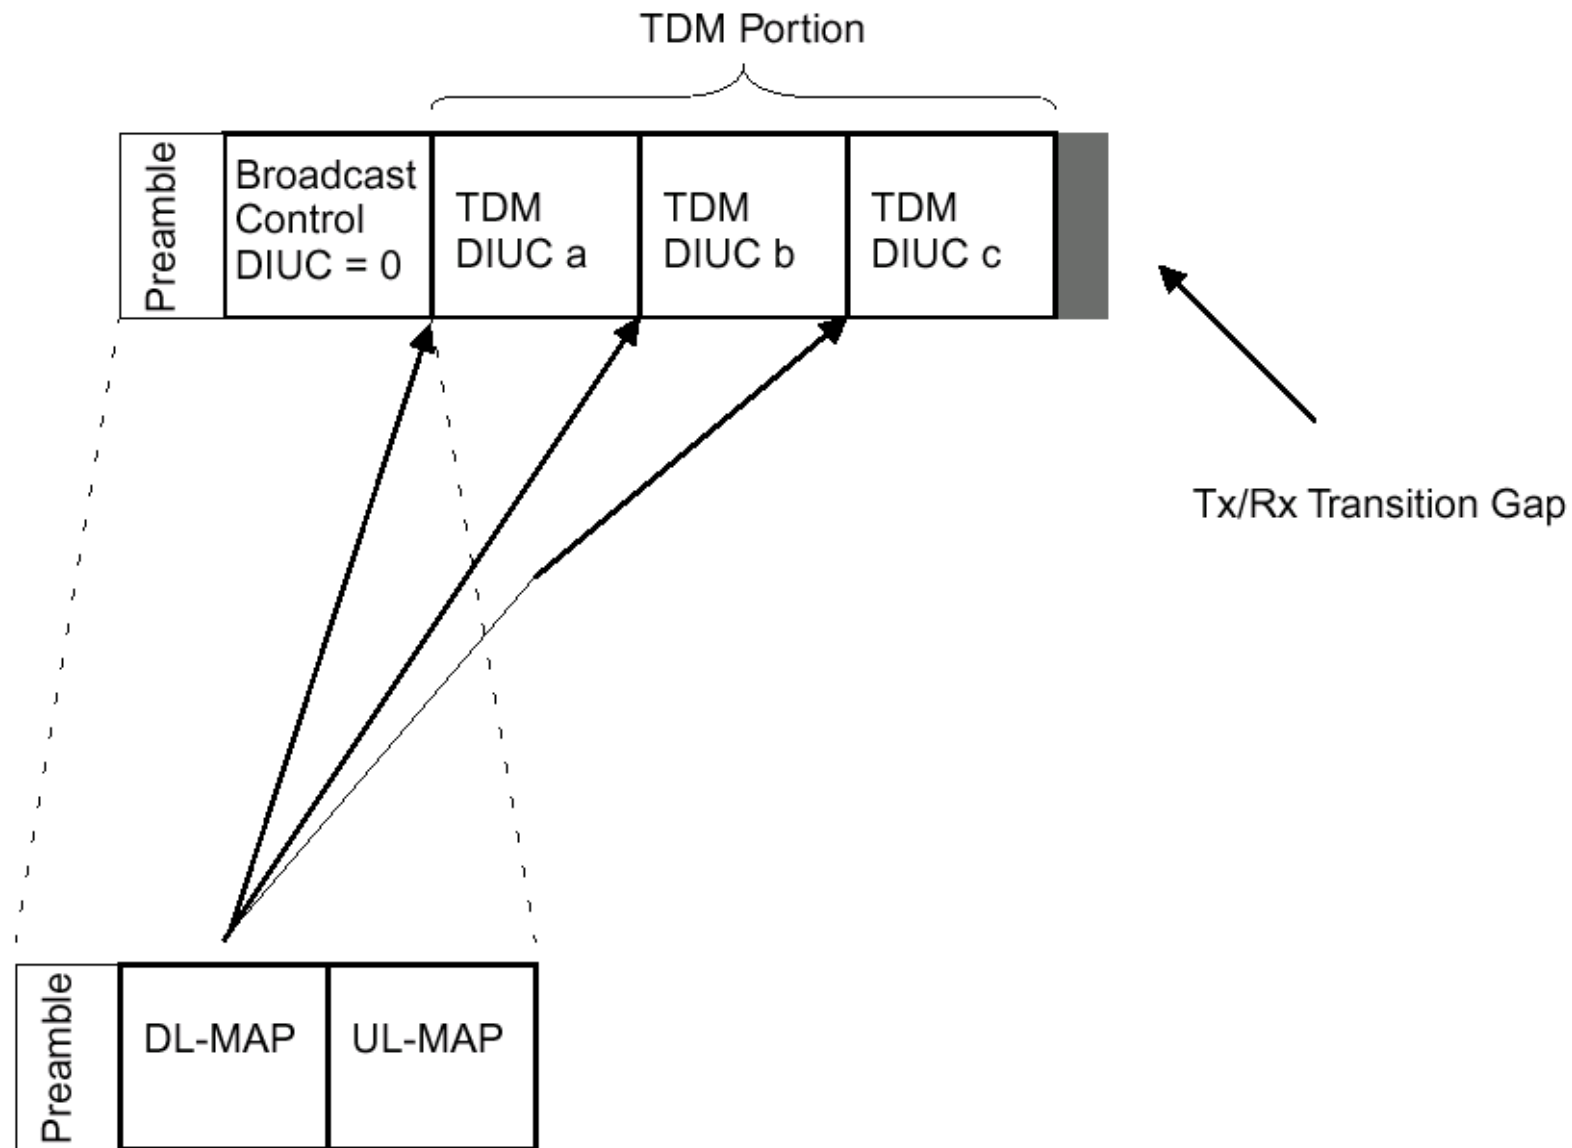 TDM Portion
Preamble
Broadcast
Control
DIUC = 0
TDM
DIUC a
TDM
DIUC b
TDM
DIUC c
Tx/Rx Transition Gap
Preamble
DL-MAP
UL-MAP